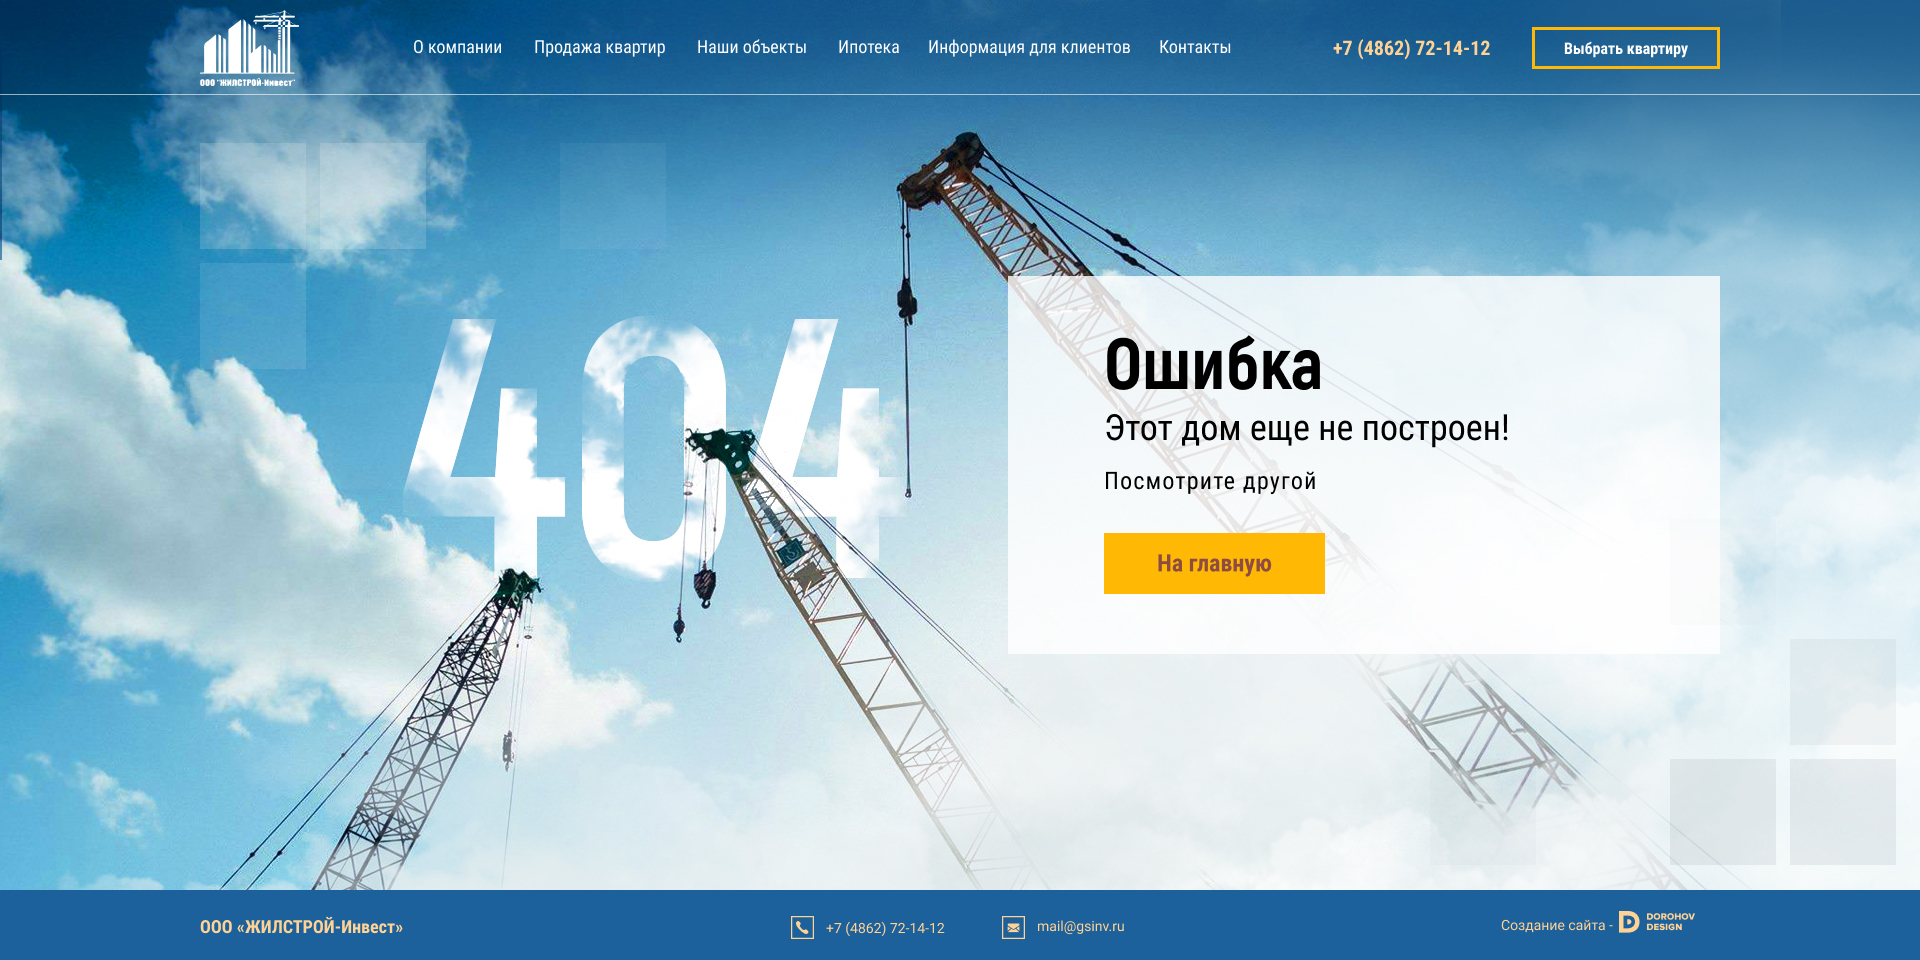 ООО "ЖИЛСТРОЙ-Инвест"
О компании
Продажа квартир
Наши объекты
Ипотека
Информация для клиентов
Контакты
+7 (4862) 72-14-12
Выбрать квартиру
404
Ошибка
Этот дом еще не построен!
Посмотрите другой
На главную
ООО «ЖИЛСТРОЙ-Инвест»
+7 (4862) 72-14-12
mail@gsinv.ru
Создание сайта -
DOROHOV
DESIGN